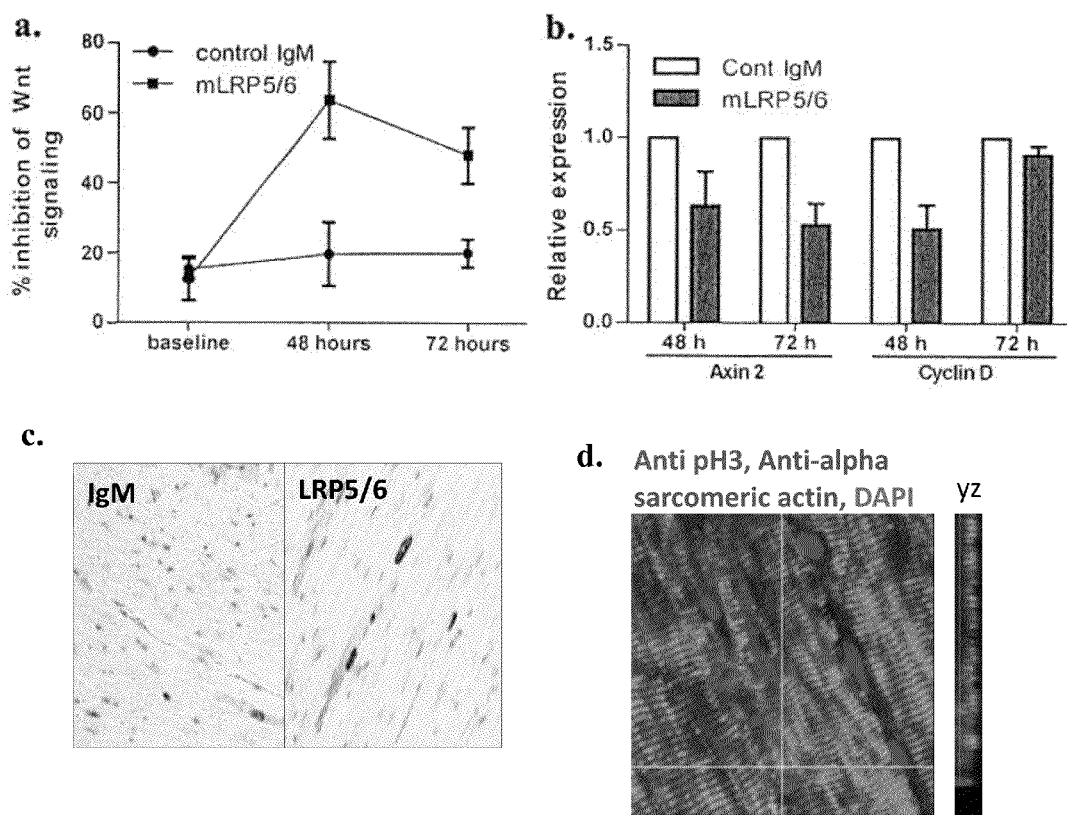 a.
80
60
40
20
0
% inhibition of Wnt
signaling
control IgM
mLRP5/6
baseline
48 hours
72 hours
b.
1.5
1.0
0.5
0.0
Relative expression
Cont IgM
mLRP5/6
48 h
72 h
48 h
72 h
Axin 2
Cyclin D
c.
IgM
LRP5/6
d.
Anti pH3, Anti-alpha
sarcomeric actin, DAPI
yz